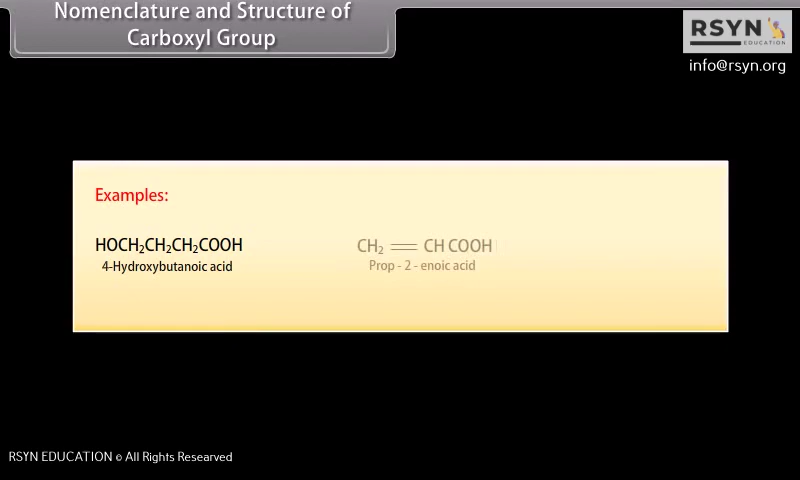 Nomenclature and Structure of
Carboxyl Group
RSYN
EDUCATION
info@rsyn.org
Examples:
HOCH₂CH₂CH₂COOH
4-Hydroxybutanoic acid
CH₂ == CH COOH
Prop - 2 - enoic acid
RSYN EDUCATION © All Rights Researved